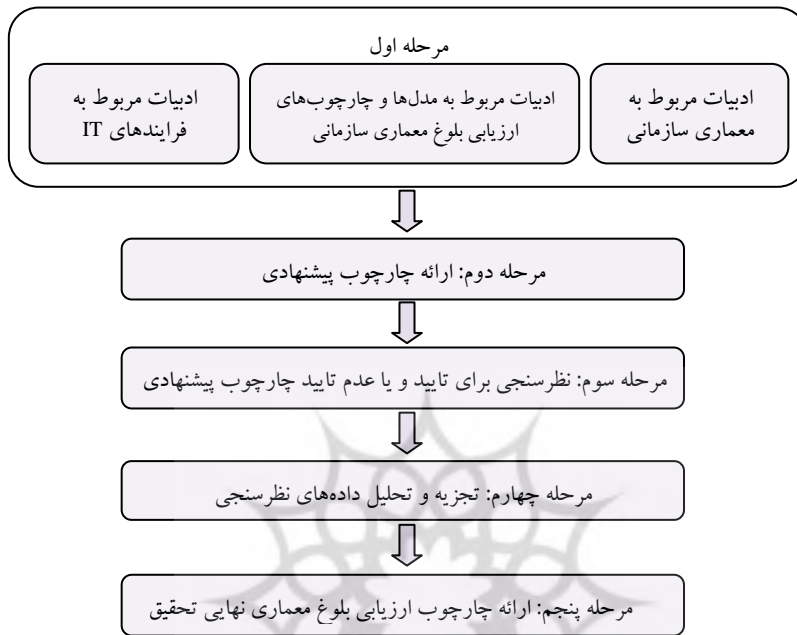 مرحله اول
ادبیات مربوط به
معماری سازمانی
ادبیات مربوط به مدل‌ها و چارچوب‌های
ارزیابی بلوغ معماری سازمانی
ادبیات مربوط به
فرایندهای IT
مرحله دوم: ارائه چارچوب پیشنهادی
مرحله سوم: نظرسنجی برای تایید و یا عدم تایید چارچوب پیشنهادی
مرحله چهارم: تجزیه و تحلیل داده‌های نظرسنجی
مرحله پنجم: ارائه چارچوب ارزیابی بلوغ معماری نهایی تحقیق